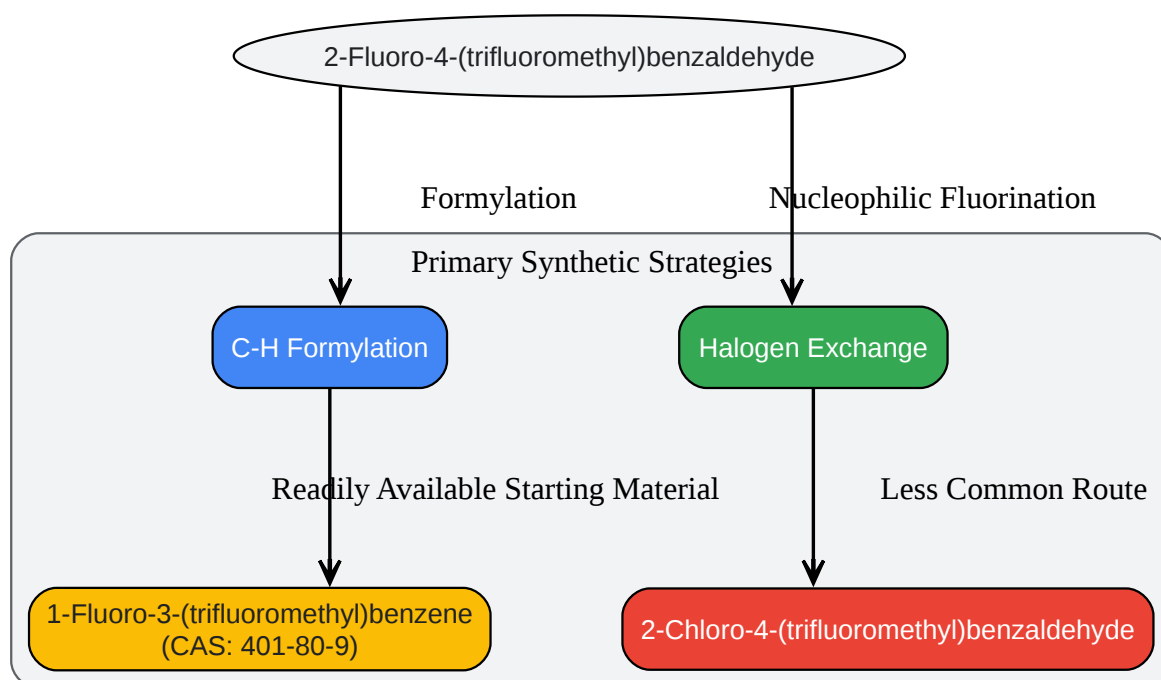 2-Fluoro-4-(trifluoromethyl)benzaldehyde
Formylation
Nucleophilic Fluorination
Primary Synthetic Strategies
C-H Formylation
Halogen Exchange
Readily Available Starting Material
Less Common Route
1-Fluoro-3-(trifluoromethyl)benzene
(CAS: 401-80-9)
2-Chloro-4-(trifluoromethyl)benzaldehyde